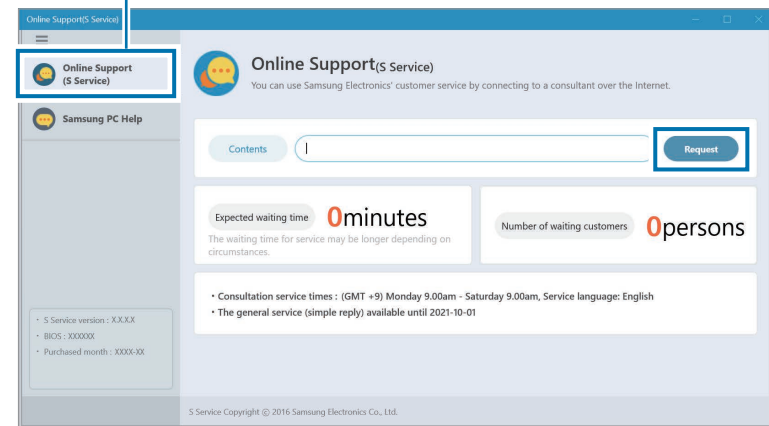 Online Support(S Service)
Online Support
(S Service)
Samsung PC Help
Online Support(S Service)
You can use Samsung Electronics' customer service by connecting to a consultant over the Internet.
Contents
Request
Expected waiting time 0minutes
The waiting time for service may be longer depending on
circumstances.
Number of waiting customers 0persons
• Consultation service times : (GMT +9) Monday 9.00am - Saturday 9.00am, Service language: English
• The general service (simple reply) available until 2021-10-01
• S Service version : X.X.X.X
• BIOS : XXXXXX
• Purchased month : XXXX-XX
S Service Copyright ⓒ 2016 Samsung Electronics Co., Ltd.